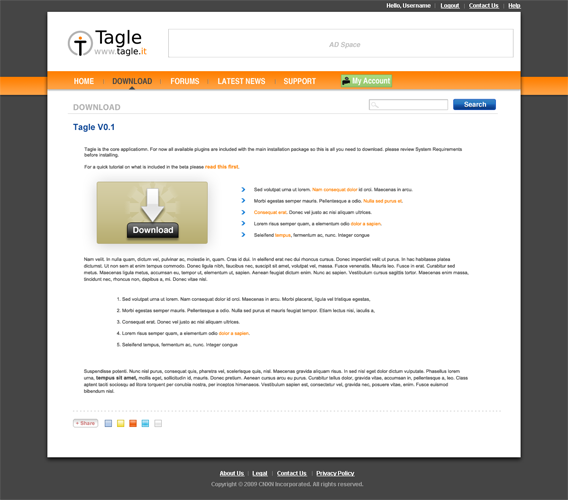 Hello, Username | Logout | Contact Us | Help
Tagle
www.tagle.it
AD Space
HOME | DOWNLOAD | FORUMS | LATEST NEWS | SUPPORT My Account
DOWNLOAD
Search
Tagle V0.1
Tagle is the core applicatiomn. For now all available plugins are included with the main installation package so this is all you need to download. please review System Requirements
before installing.
For a quick tutorial on what is included in the beta please read this first.
Download
Sed volutpat urna ut lorem. Nam consequat dolor id orci. Maecenas in arcu.
Morbi egestas semper mauris. Pellentesque a odio. Nulla sed purus et.
Consequat erat. Donec vel justo ac nisi aliquam ultrices.
Lorem risus semper quam, a elementum odio dolor a sapien.
Seleifend tempus, fermentum ac, nunc. Integer congue
Nam velit. In nulla quam, dictum vel, pulvinar ac, molestie in, quam. Cras id dui. In eleifend erat nec dui rhoncus cursus. Donec imperdiet velit ut purus. In hac habitasse platea
dictumst. Ut non sem at enim tempus commodo. Donec ligula nibh, faucibus nec, suscipit sit amet, volutpat vel, massa. Fusce venenatis. Mauris leo. Fusce in erat. Curabitur sed
metus. Maecenas ligula metus, accumsan eu, tempor ut, elementum ut, sapien. Aenean feugiat dictum enim. Nunc ac sapien. Vestibulum cursus sagittis tortor. Maecenas enim massa,
tincidunt nec, rhoncus non, dapibus a, mi. Donec vitae nisl.
1. Sed volutpat urna ut lorem. Nam consequat dolor id orci. Maecenas in arcu. Morbi placerat, ligula vel tristique egestas,
2. Morbi egestas semper mauris. Pellentesque a odio. Nulla sed purus et mauris feugiat tempor. Etiam lectus nisi, iaculis a,
3. Consequat erat. Donec vel justo ac nisi aliquam ultrices.
4. Lorem risus semper quam, a elementum odio dolor a sapien.
5. Seleifend tempus, fermentum ac, nunc. Integer congue
Suspendisse potenti. Nunc nisl purus, consequat quis, pharetra vel, scelerisque quis, nisl. Maecenas gravida aliquam risus. In sed nisl eget dolor dictum vulputate. Phasellus lorem
urna, tempus sit amet, mollis eget, sollicitudin id, mauris. Donec pretium. Aenean cursus arcu eu purus. Curabitur tellus dolor, gravida vitae, accumsan in, pellentesque a, leo. Class
aptent taciti sociosqu ad litora torquent per conubia nostra, per inceptos himenaeos. Vestibulum sapien est, consectetur vel, gravida nec, posuere vitae, enim. Fusce euismod
bibendum nisl.
Share
About Us | Legal | Contact Us | Privacy Policy
Copyright © 2009 CNXN Incorporated. All rights reserved.